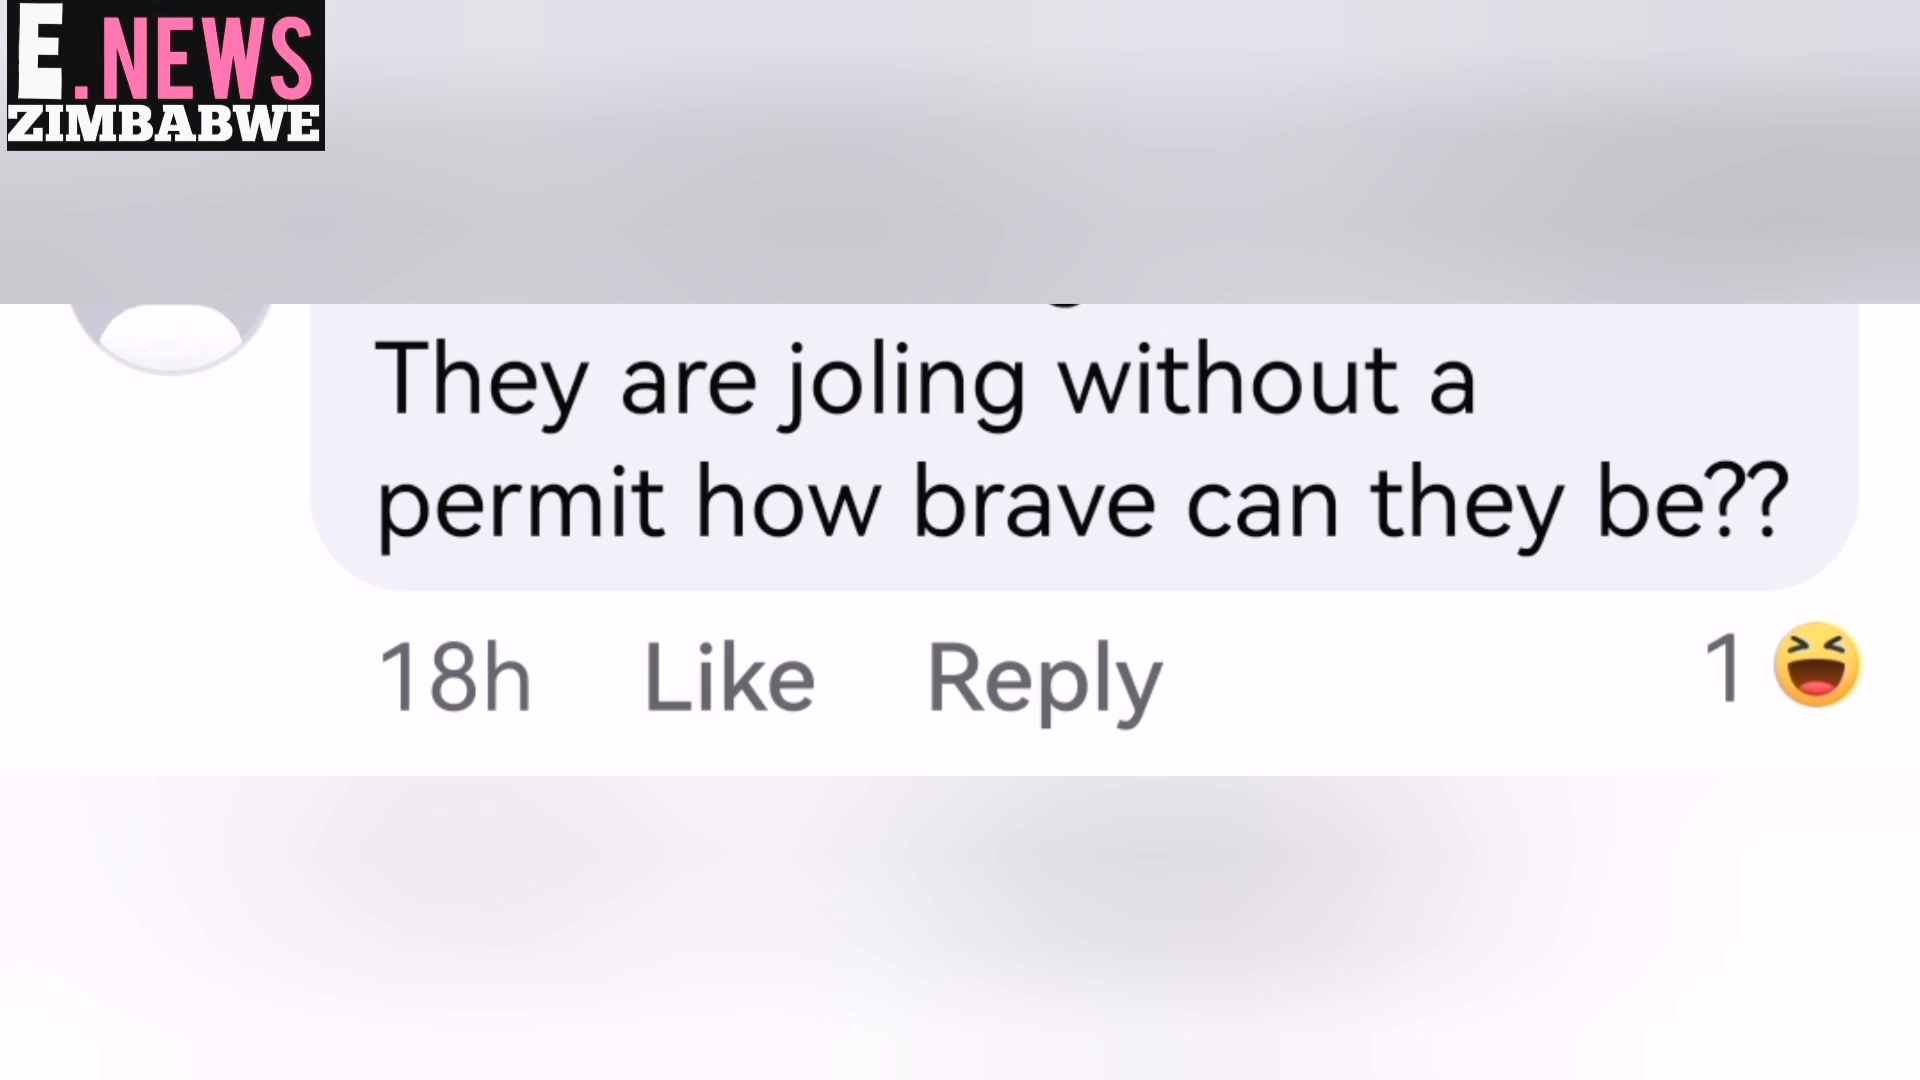 E.NEWS
ZIMBABWE
They are joling without a
permit how brave can they be??
18h Like Reply 1